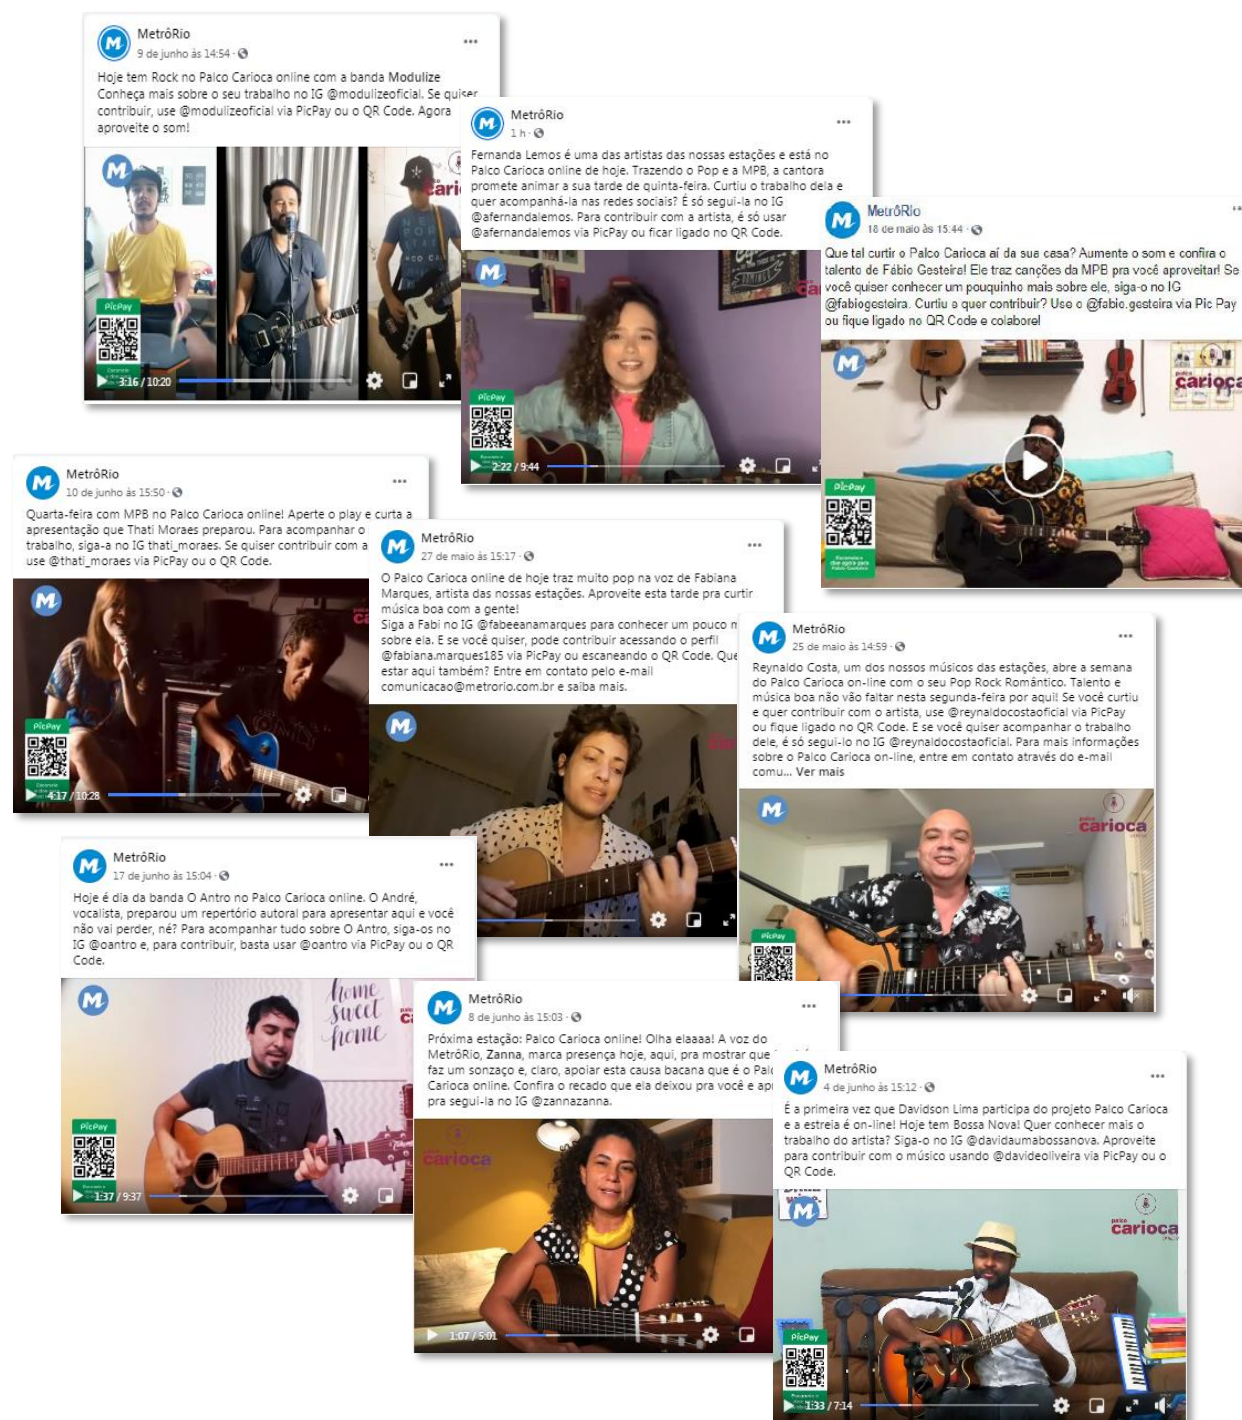 MetrôRio
9 de junho às 14:54
Hoje tem Rock no Palco Carioca online com a banda Modulize
Conheça mais sobre o seu trabalho no IG @modulizeoficial. Se quiser
contribuir, use @modulizeoficial via PicPay ou o QR Code. Agora
aproveite o som!
PicPay
3:16 / 10:20
MetrôRio
1 h
Fernanda Lemos é uma das artistas das nossas estações e está no
Palco Carioca online de hoje. Trazendo o Pop e a MPB, a cantora
promete animar a sua tarde de quinta-feira. Curtiu o trabalho dela e
quer acompanhá-la nas redes sociais? É só segui-la no IG
@afernandalemos. Para contribuir com a artista, é só usar
@afernandalemos via PicPay ou ficar ligado no QR Code.
PicPay
2:22 / 9:44
MetrôRio
18 de maio às 15:44
Que tal curtir o Palco Carioca aí da sua casa? Aumente o som e confira o
talento de Fábio Gesteira! Ele traz canções da MPB pra você aproveitar! Se
você quiser conhecer um pouquinho mais sobre ele, siga-o no IG
@fabiogesteira. Curtiu e quer contribuir? Use o @fabio.gesteira via Pic Pay
ou fique ligado no QR Code e colabore!
palco
carioca
PicPay
MetrôRio
10 de junho às 15:50
Quarta-feira com MPB no Palco Carioca online! Aperte o play e curta a
apresentação que Thati Moraes preparou. Para acompanhar o
trabalho, siga-a no IG thati_moraes. Se quiser contribuir com a
use @thati_moraes via PicPay ou o QR Code.
PicPay
4:17 / 10:28
MetrôRio
27 de maio às 15:17
O Palco Carioca online de hoje traz muito pop na voz de Fabiana
Marques, artista das nossas estações. Aproveite esta tarde pra curtir
música boa com a gente!
Siga a Fabi no IG @fabeeanamarques para conhecer um pouco m
sobre ela. E se você quiser, pode contribuir acessando o perfil
@fabiana.marques185 via PicPay ou escaneando o QR Code. Que
estar aqui também? Entre em contato pelo e-mail
comunicacao@metrorio.com.br e saiba mais.
MetrôRio
25 de maio às 14:59
Reynaldo Costa, um dos nossos músicos das estações, abre a semana
do Palco Carioca on-line com o seu Pop Rock Romântico. Talento e
música boa não vão faltar nesta segunda-feira por aqui! Se você curtiu
e quer contribuir com o artista, use @reynaldocostaoficial via PicPay
ou fique ligado no QR Code. E se você quiser acompanhar o trabalho
dele, é só segui-lo no IG @reynaldocostaoficial. Para mais informações
sobre o Palco Carioca on-line, entre em contato através do e-mail
comu... Ver mais
palco
carioca
PicPay
MetrôRio
17 de junho às 15:04
Hoje é dia da banda O Antro no Palco Carioca online. O André,
vocalista, preparou um repertório autoral para apresentar aqui e você
não vai perder, né? Para acompanhar tudo sobre O Antro, siga-os no
IG @oantro e, para contribuir, basta usar @oantro via PicPay ou o QR
Code.
home
sweet
home
PicPay
1:37 / 9:37
MetrôRio
8 de junho às 15:03
Próxima estação: Palco Carioca online! Olha elaaaa! A voz do
MetrôRio, Zanna, marca presença hoje, aqui, pra mostrar que
faz um sonzaço e, claro, apoiar esta causa bacana que é o Palc
Carioca online. Confira o recado que ela deixou pra você e apr
pra segui-la no IG @zannazanna.
carioca
1:07 / 5:01
MetrôRio
4 de junho às 15:12
É a primeira vez que Davidson Lima participa do projeto Palco Carioca
e a estreia é on-line! Hoje tem Bossa Nova! Quer conhecer mais o
trabalho do artista? Siga-o no IG @davidaumabossanova. Aproveite
para contribuir com o músico usando @davideoliveira via PicPay ou o
QR Code.
palco
carioca
PicPay
1:33 / 7:14